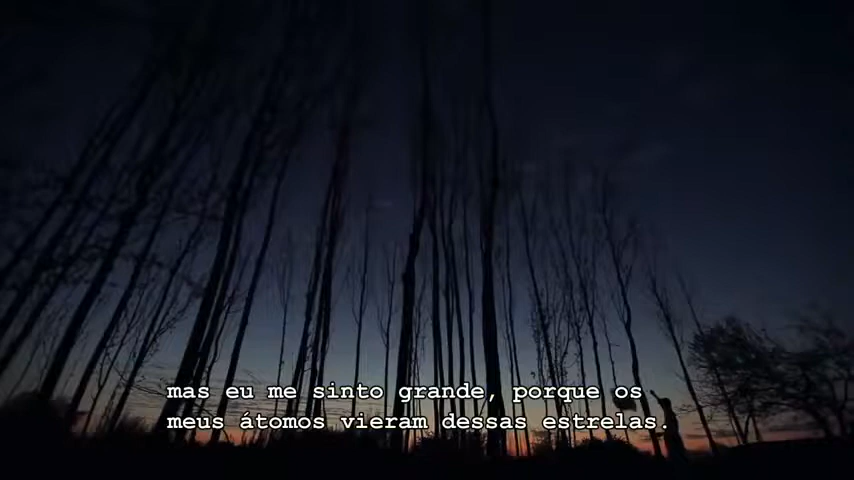 mas eu me sinto grande, porque os
meus átomos vieram dessas estrelas.